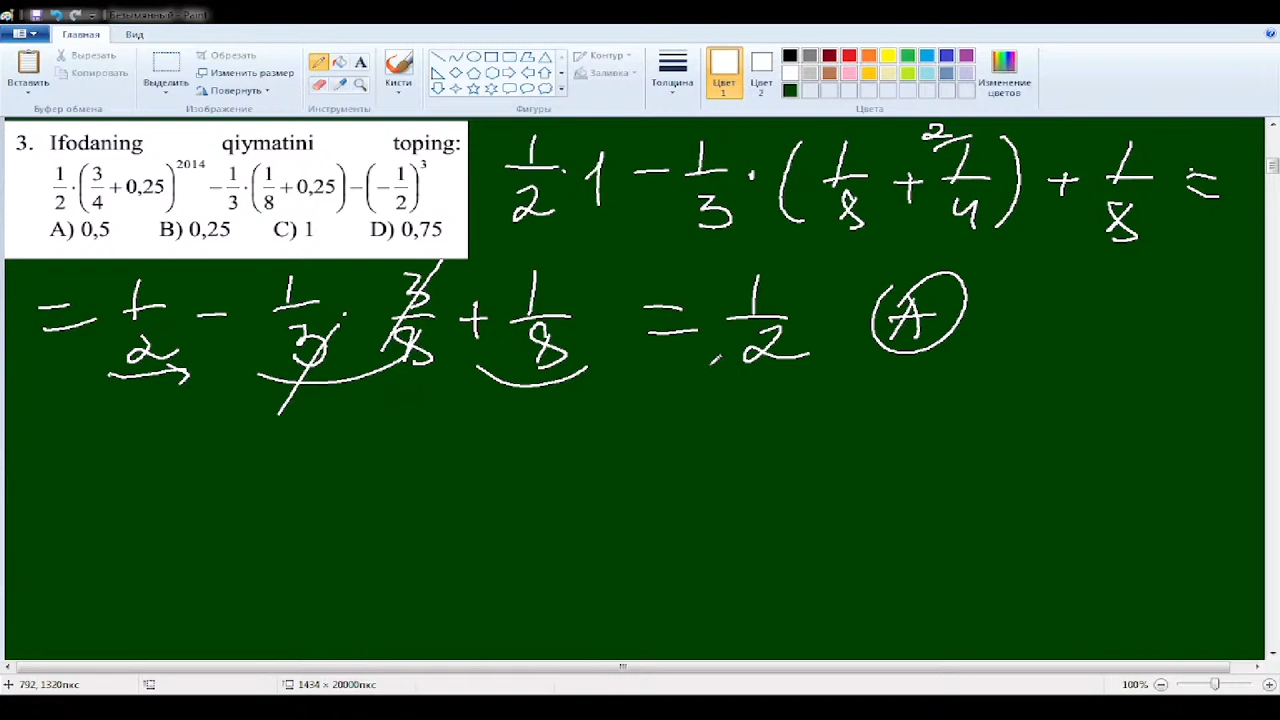 Безымянный - Paint
Главная Вид
Вставить
Вырезать
Копировать
Буфер обмена
Выделить
Обрезать
Изменить размер
Повернуть
Изображение
A
Инструменты
Кисти
Фигуры
Контур
Заливка
Толщина
Цвет 1
Цвет 2
Изменение цветов
Цвета
3. Ifodaning qiymatini toping:
1/2·(3/4+0,25)^2014−1/3·(1/8+0,25)−(−1/2)^3
A) 0,5 B) 0,25 C) 1 D) 0,75
1/2·1 − 1/3·(1/8 + 2/1/4) + 1/8 =
= 1/2 − 1/3·3/8 + 1/8 = 1/2 A
792, 1320пкс 1434 × 20000пкс 100%